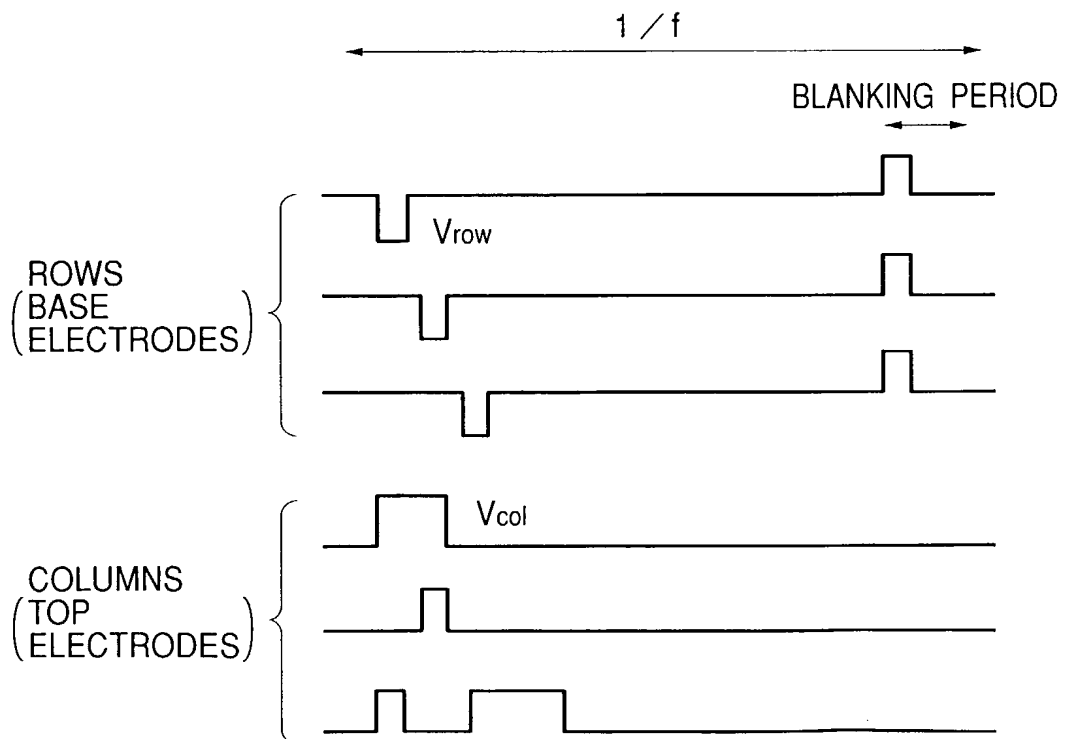 1/f
BLANKING PERIOD
Vrow
ROWS
(BASE
ELECTRODES)
Vcol
COLUMNS
(TOP
ELECTRODES)